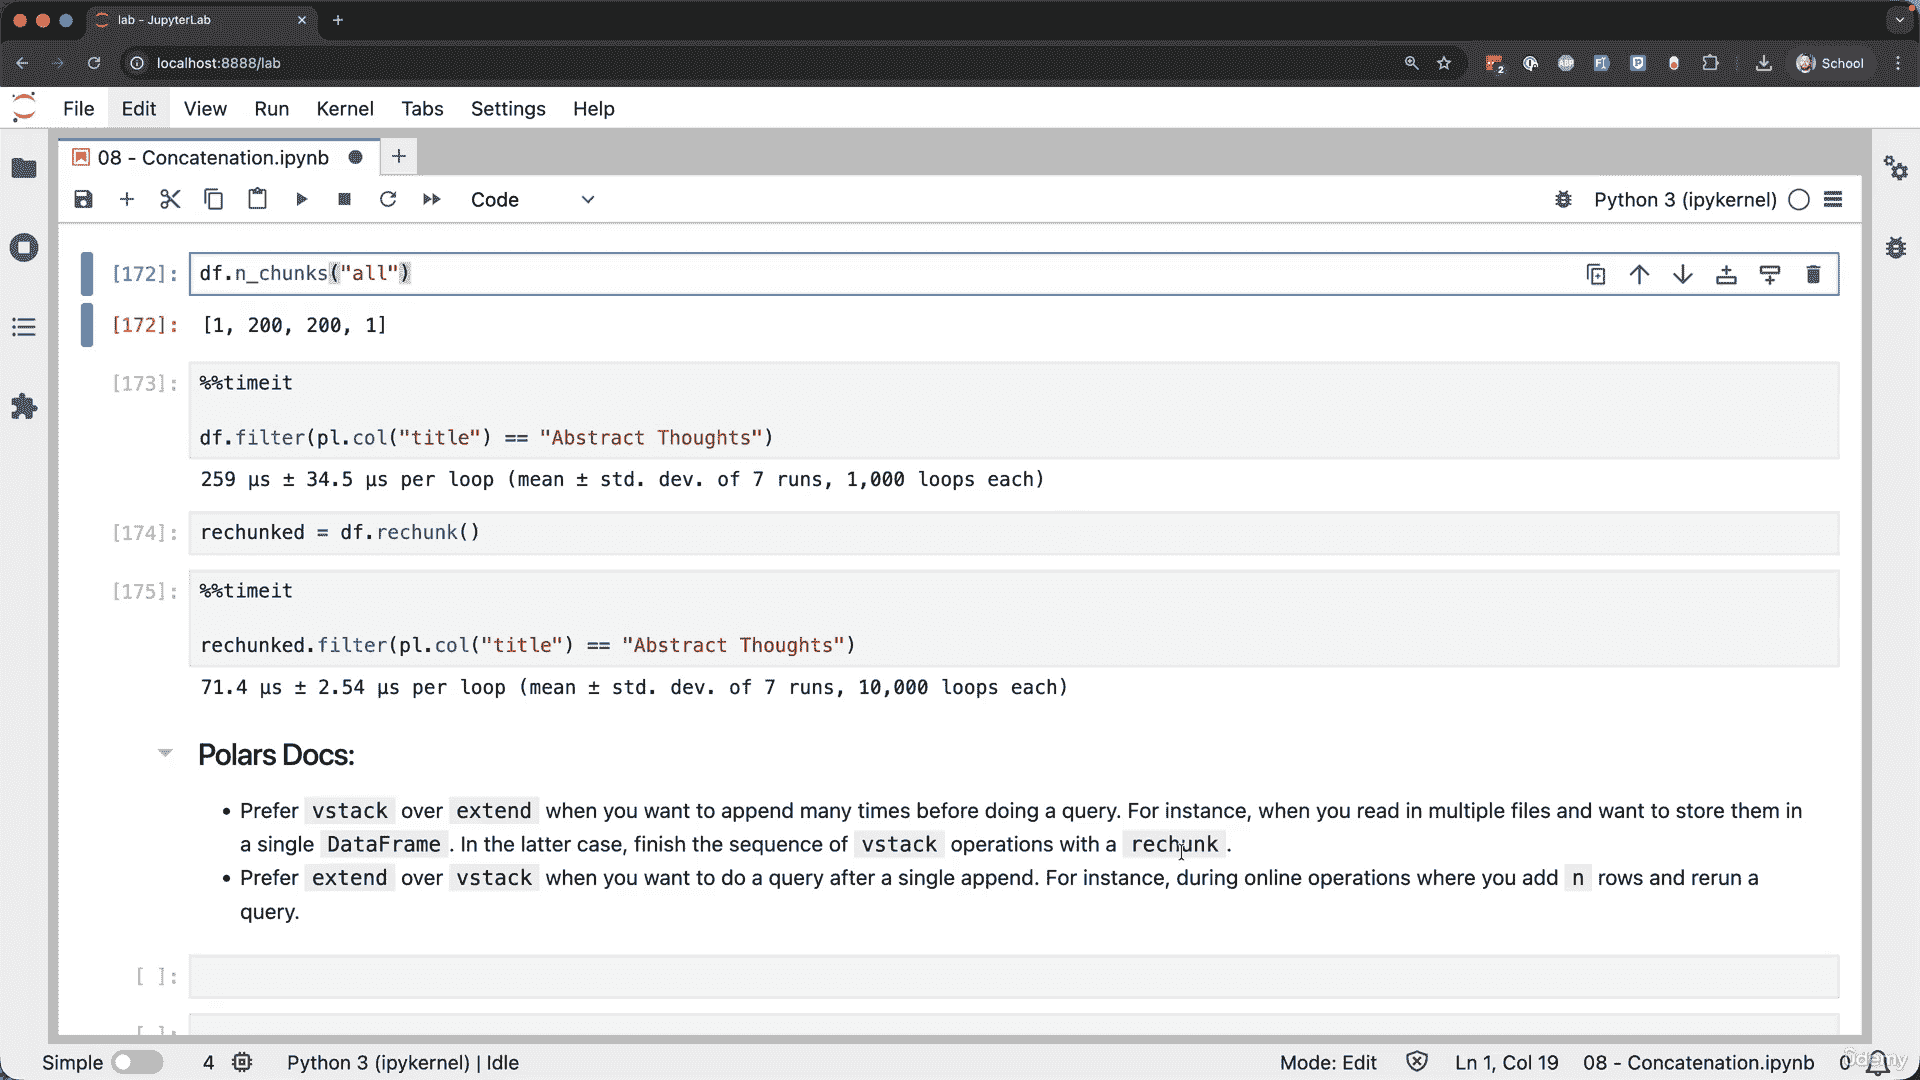 lab - JupyterLab
localhost:8888/lab
2
ABP
School
File Edit View Run Kernel Tabs Settings Help
08 - Concatenation.ipynb
Code
Python 3 (ipykernel)
[172]: df.n_chunks("all")
[172]: [1, 200, 200, 1]
[173]: %%timeit
df.filter(pl.col("title") == "Abstract Thoughts")
259 µs ± 34.5 µs per loop (mean ± std. dev. of 7 runs, 1,000 loops each)
[174]: rechunked = df.rechunk()
[175]: %%timeit
rechunked.filter(pl.col("title") == "Abstract Thoughts")
71.4 µs ± 2.54 µs per loop (mean ± std. dev. of 7 runs, 10,000 loops each)
Polars Docs:
• Prefer vstack over extend when you want to append many times before doing a query. For instance, when you read in multiple files and want to store them in
a single DataFrame . In the latter case, finish the sequence of vstack operations with a rechunk .
• Prefer extend over vstack when you want to do a query after a single append. For instance, during online operations where you add n rows and rerun a
query.
[ ]:
[ ]:
Simple 4 Python 3 (ipykernel) | Idle Mode: Edit Ln 1, Col 19 08 - Concatenation.ipynb 0
Udemy